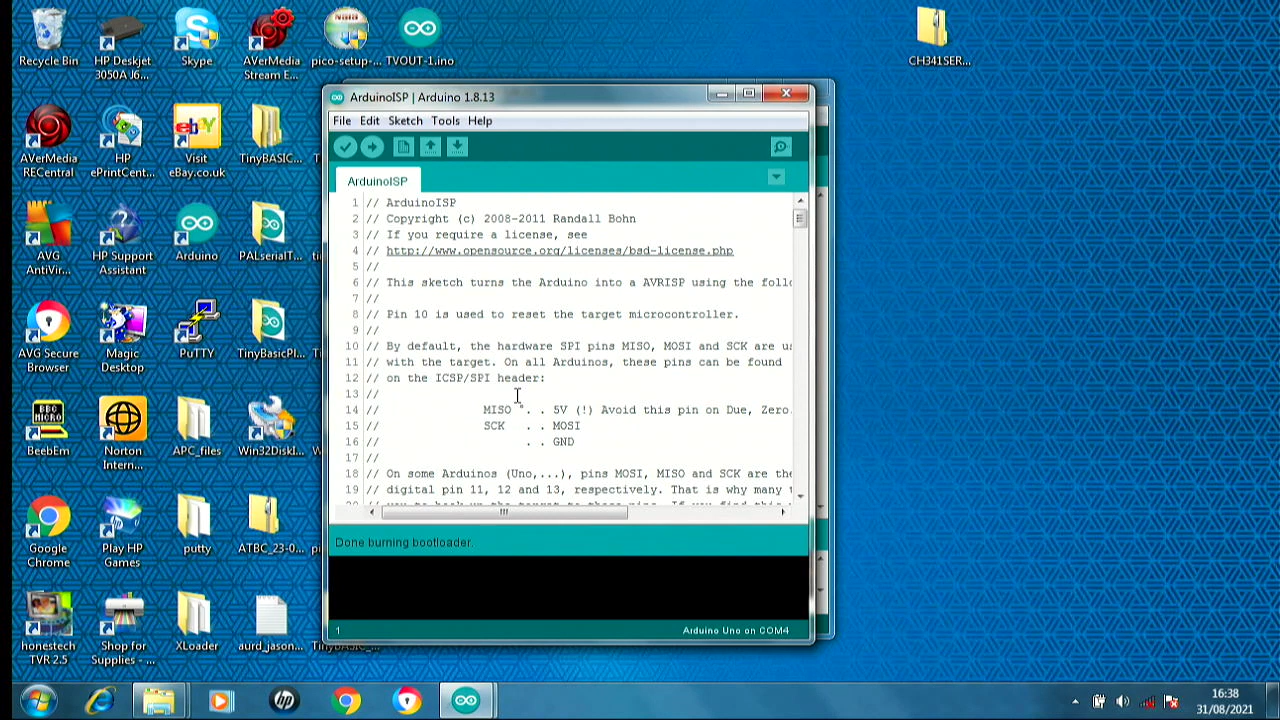 Recycle Bin
HP Deskjet
3050A J6...
Skype
AVerMedia
Stream E...
pico-setup-...
TVOUT-1.ino
CH341SER...
AVerMedia
RECentral
HP
ePrintCent...
Visit
eBay.co.uk
TinyBASIC...
AVG
AntiVir...
HP Support
Assistant
Arduino
PALserialT...
AVG Secure
Browser
Magic
Desktop
PuTTY
TinyBasicPl...
BBC
MICRO
BeebEm
Norton
Intern...
APC_files
Win32DiskI...
Google
Chrome
Play HP
Games
putty
ATBC_23-0...
honestech
TVR 2.5
Shop for
Supplies - ...
XLoader
aurd_jason...
TinyBASIC_...
ArduinoISP | Arduino 1.8.13
File Edit Sketch Tools Help
ArduinoISP
1 // ArduinoISP
2 // Copyright (c) 2008-2011 Randall Bohn
3 // If you require a license, see
4 // http://www.opensource.org/licenses/bsd-license.php
5 //
6 // This sketch turns the Arduino into a AVRISP using the follo
7 //
8 // Pin 10 is used to reset the target microcontroller.
9 //
10 // By default, the hardware SPI pins MISO, MOSI and SCK are us
11 // with the target. On all Arduinos, these pins can be found
12 // on the ICSP/SPI header:
13 //
14 // MISO °. . 5V (!) Avoid this pin on Due, Zero.
15 // SCK . . MOSI
16 // . . GND
17 //
18 // On some Arduinos (Uno,...), pins MOSI, MISO and SCK are the
19 // digital pin 11, 12 and 13, respectively. That is why many t
Done burning bootloader.
1
Arduino Uno on COM4
16:38
31/08/2021